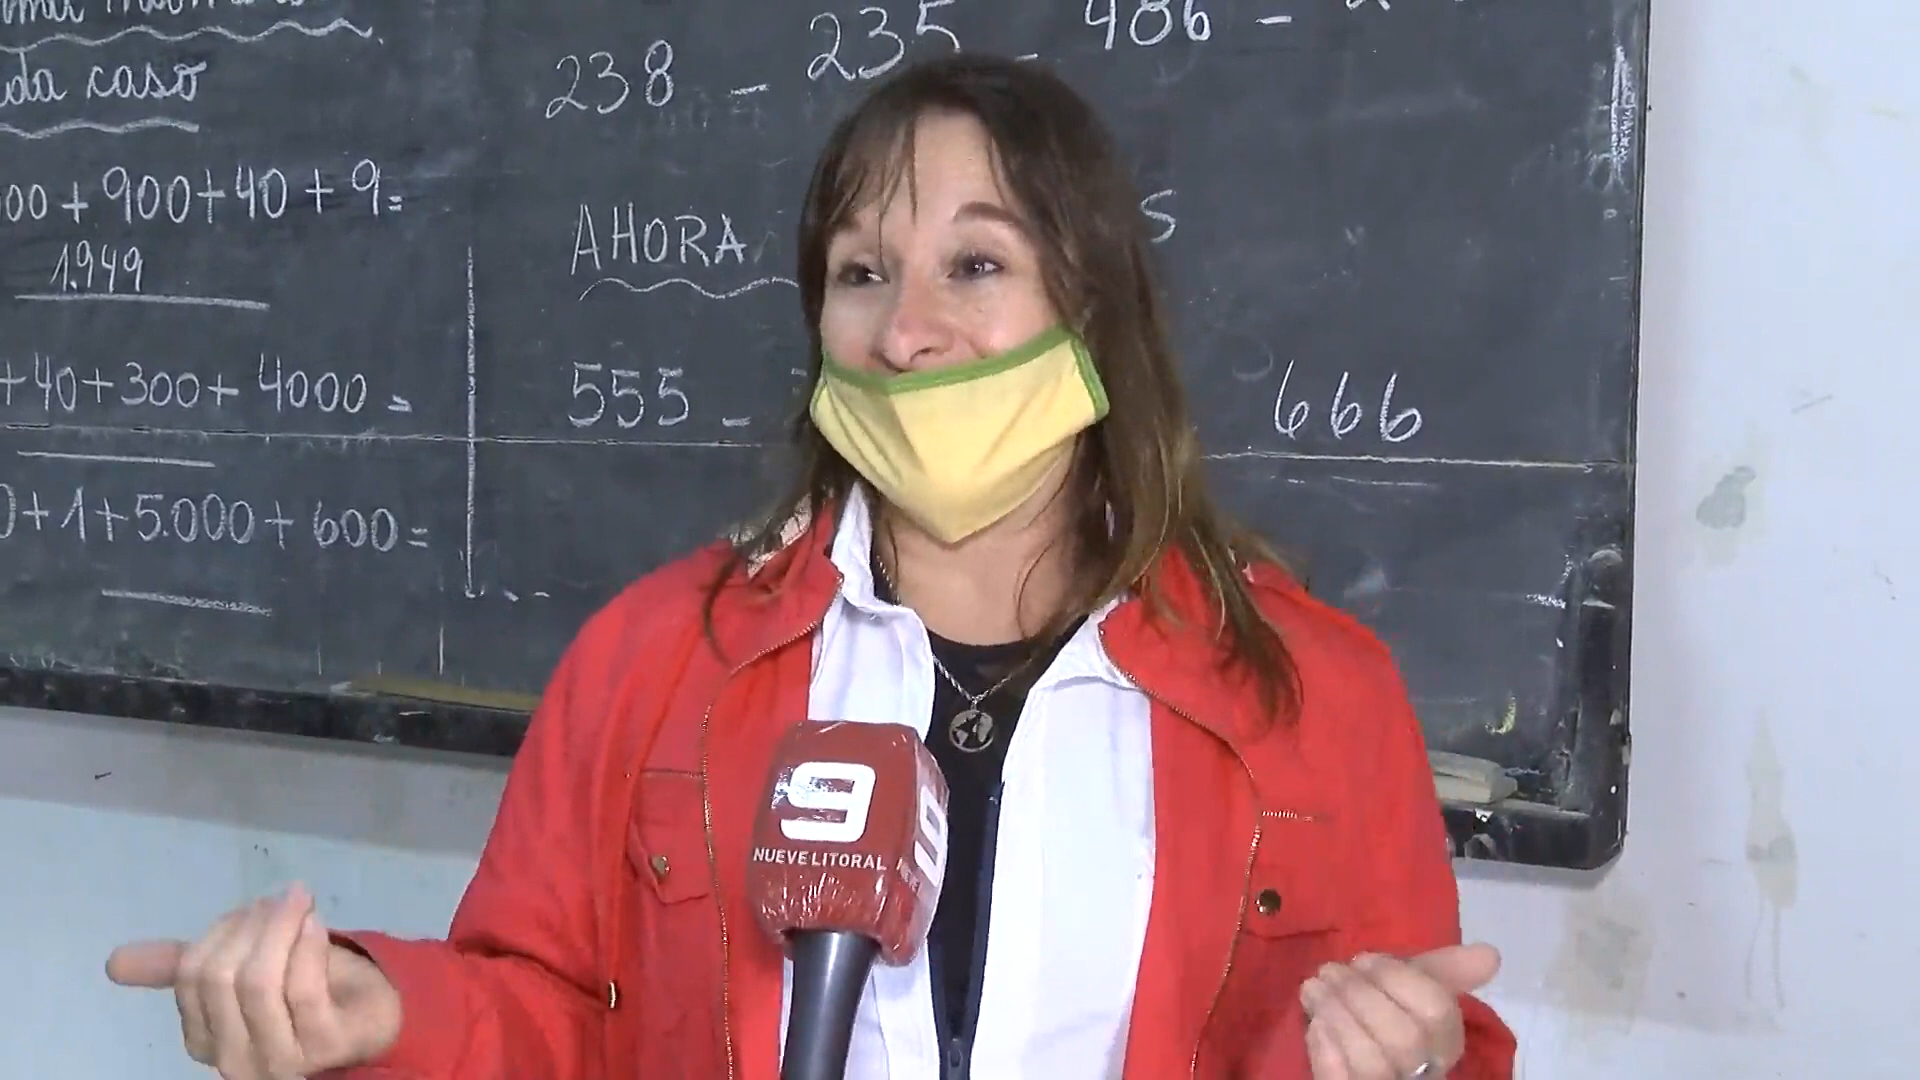 da caso
00 + 900 + 40 + 9 =
1.949
+ 40 + 300 + 4000 =
0 + 1 + 5.000 + 600 =
238 - 235 - 486 -
AHORA S
555 - 666
9
NUEVE LITORAL